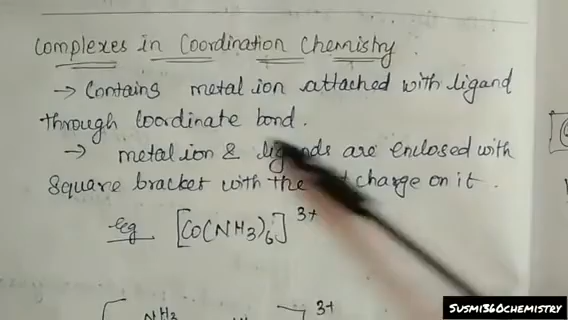 Complexes in Coordination Chemistry
→ Contains metal ion attached with ligand
through Coordinate bond.
→ metal ion & ligands are enclosed with
Square bracket with the charge on it.
Eg [Co(NH3)6]3+
NH3 3+
SUSMI360CHEMISTRY